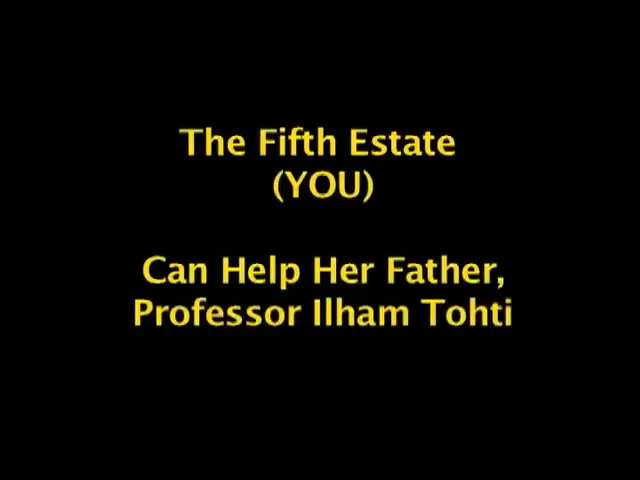 The Fifth Estate
(YOU)
Can Help Her Father,
Professor Ilham Tohti